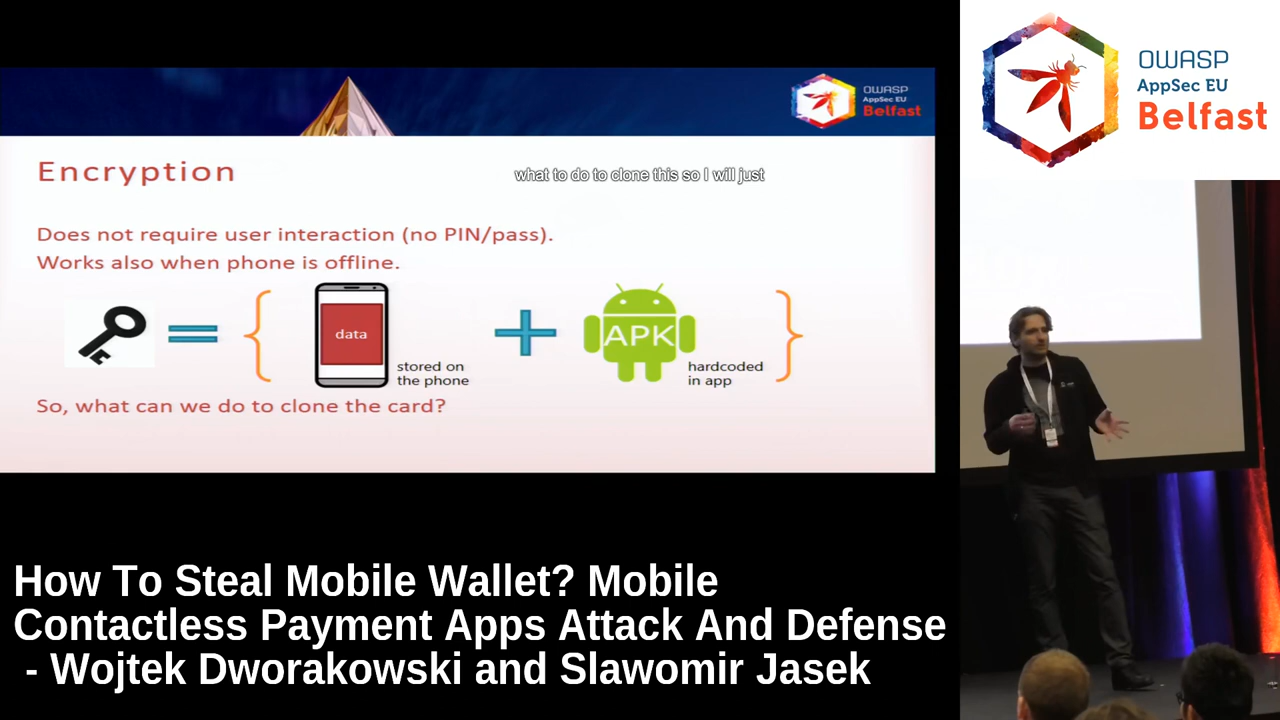 OWASP
AppSec EU
Belfast
OWASP
AppSec EU
Belfast
Encryption
what to do to clone this so I will just
Does not require user interaction (no PIN/pass).
Works also when phone is offline.
data
APK
stored on
the phone
hardcoded
in app
So, what can we do to clone the card?
How To Steal Mobile Wallet? Mobile
Contactless Payment Apps Attack And Defense
- Wojtek Dworakowski and Slawomir Jasek